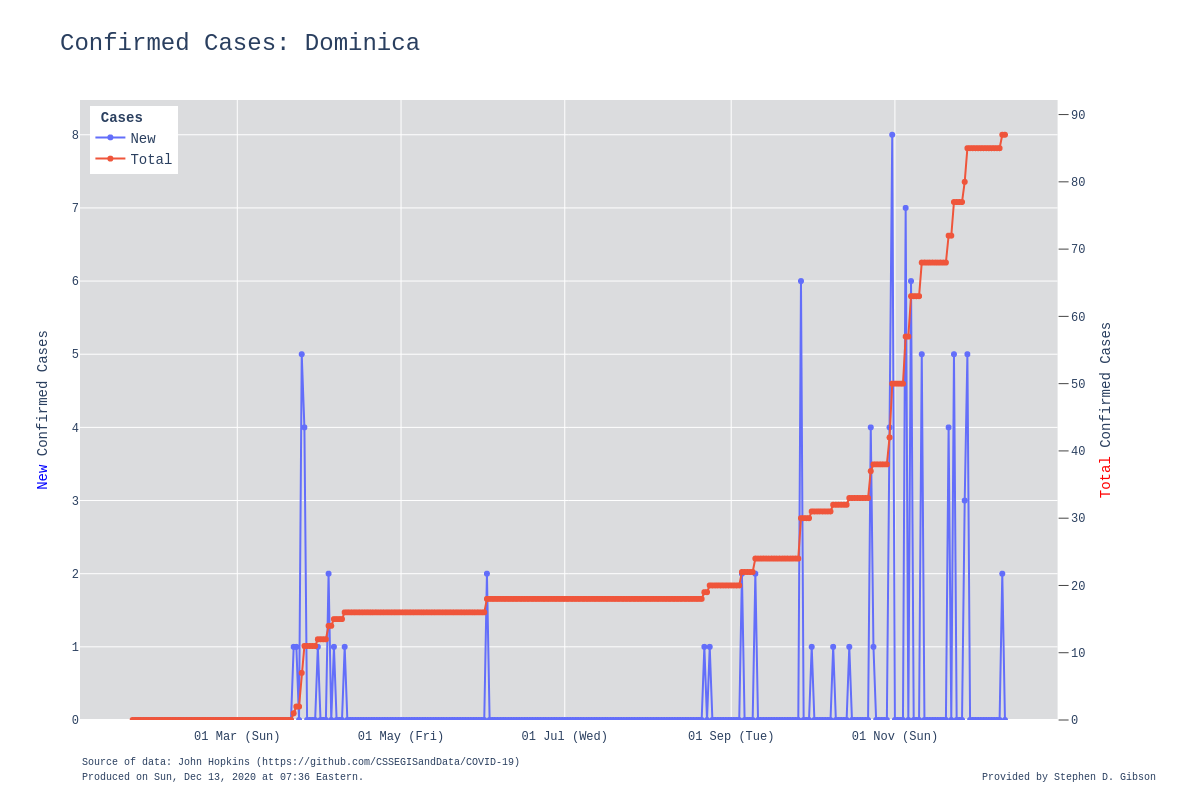 Confirmed Cases: Dominica
Cases
New
Total
8
7
6
5
4
3
2
1
0
90
80
70
60
50
40
30
20
10
0
New Confirmed Cases
Total Confirmed Cases
01 Mar (Sun)
01 May (Fri)
01 Jul (Wed)
01 Sep (Tue)
01 Nov (Sun)
Source of data: John Hopkins (https://github.com/CSSEGISandData/COVID-19)
Produced on Sun, Dec 13, 2020 at 07:36 Eastern.
Provided by Stephen D. Gibson